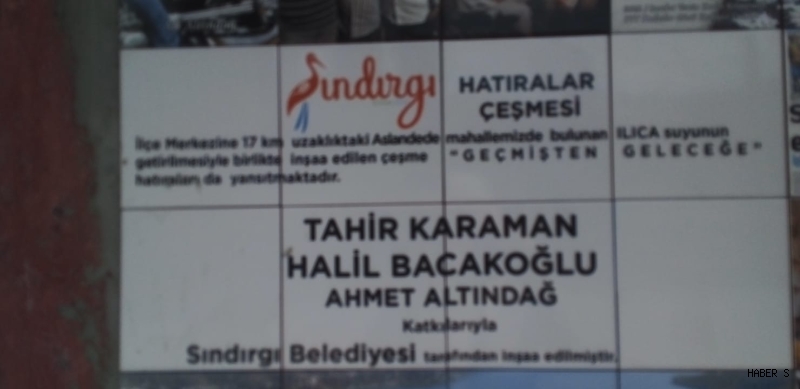 Sındırgı
HATIRALAR
ÇEŞMESİ
İlçe Merkezine 17 km uzaklıktaki Aslandede mahallemizde bulunan ILICA suyunun
getirilmesiyle birlikte inşaa edilen çeşme "GEÇMİŞTEN GELECEĞE"
hatıraları da yansıtmaktadır.
TAHİR KARAMAN
HALİL BACAKOĞLU
AHMET ALTINDAĞ
Katkılarıyla
Sındırgı Belediyesi tarafından inşaa edilmiştir.
HABER S